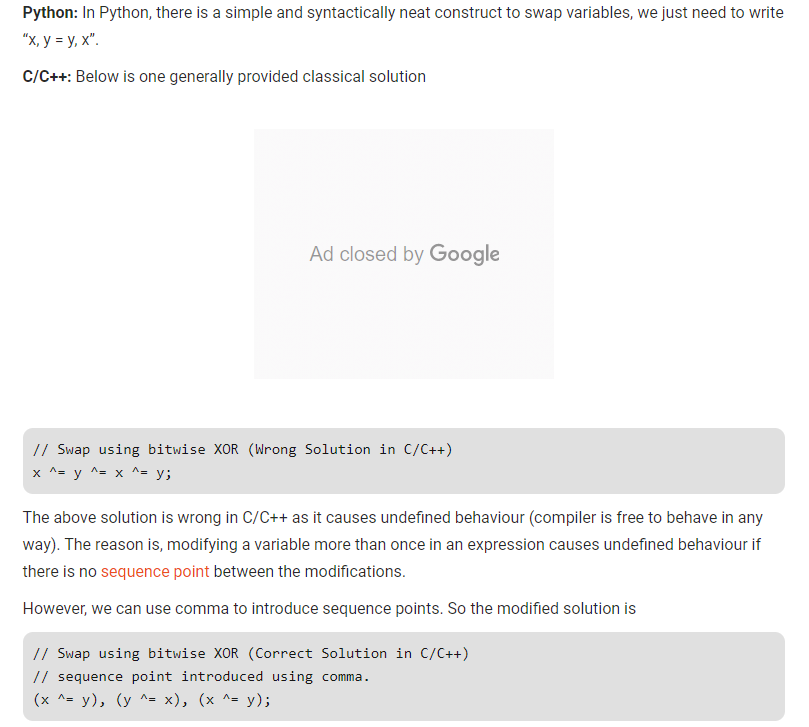 Python: In Python, there is a simple and syntactically neat construct to swap variables, we just need to write
“x, y = y, x”.
C/C++: Below is one generally provided classical solution
Ad closed by Google
// Swap using bitwise XOR (Wrong Solution in C/C++)
x ^= y ^= x ^= y;
The above solution is wrong in C/C++ as it causes undefined behaviour (compiler is free to behave in any
way). The reason is, modifying a variable more than once in an expression causes undefined behaviour if
there is no sequence point between the modifications.
However, we can use comma to introduce sequence points. So the modified solution is
// Swap using bitwise XOR (Correct Solution in C/C++)
// sequence point introduced using comma.
(x ^= y), (y ^= x), (x ^= y);